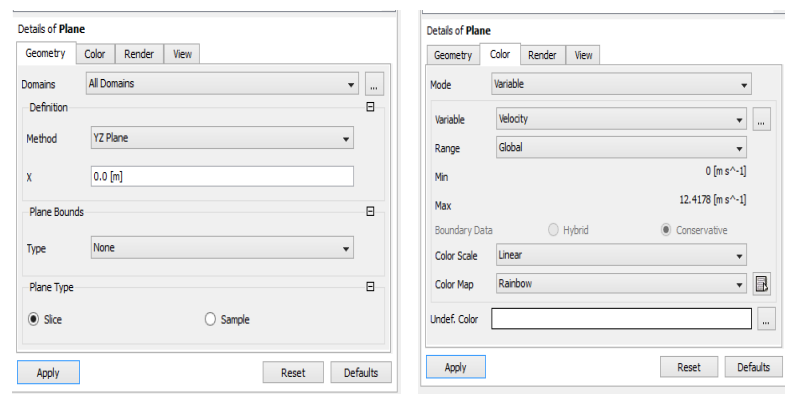 Details of Plane
Geometry Color Render View
Domains All Domains ...
Definition
Method YZ Plane
X 0.0 [m]
Plane Bounds
Type None
Plane Type
Slice Sample
Apply Reset Defaults
Details of Plane
Geometry Color Render View
Mode Variable
Variable Velocity ...
Range Global
Min 0 [m s^-1]
Max 12.4178 [m s^-1]
Boundary Data Hybrid Conservative
Color Scale Linear
Color Map Rainbow
Undef. Color ...
Apply Reset Defaults